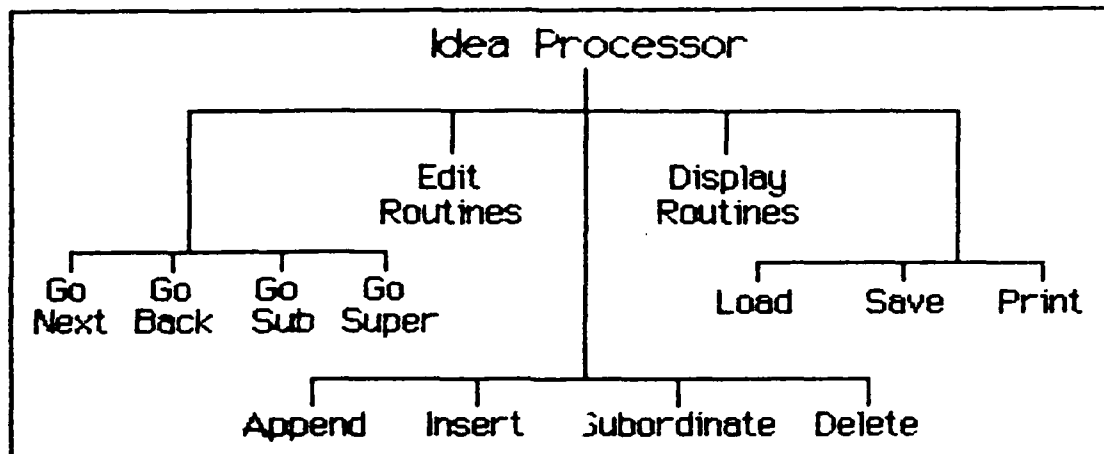 Idea Processor
Edit
Routines
Display
Routines
Go
Next
Go
Back
Go
Sub
Go
Super
Load
Save
Print
Append
Insert
Subordinate
Delete